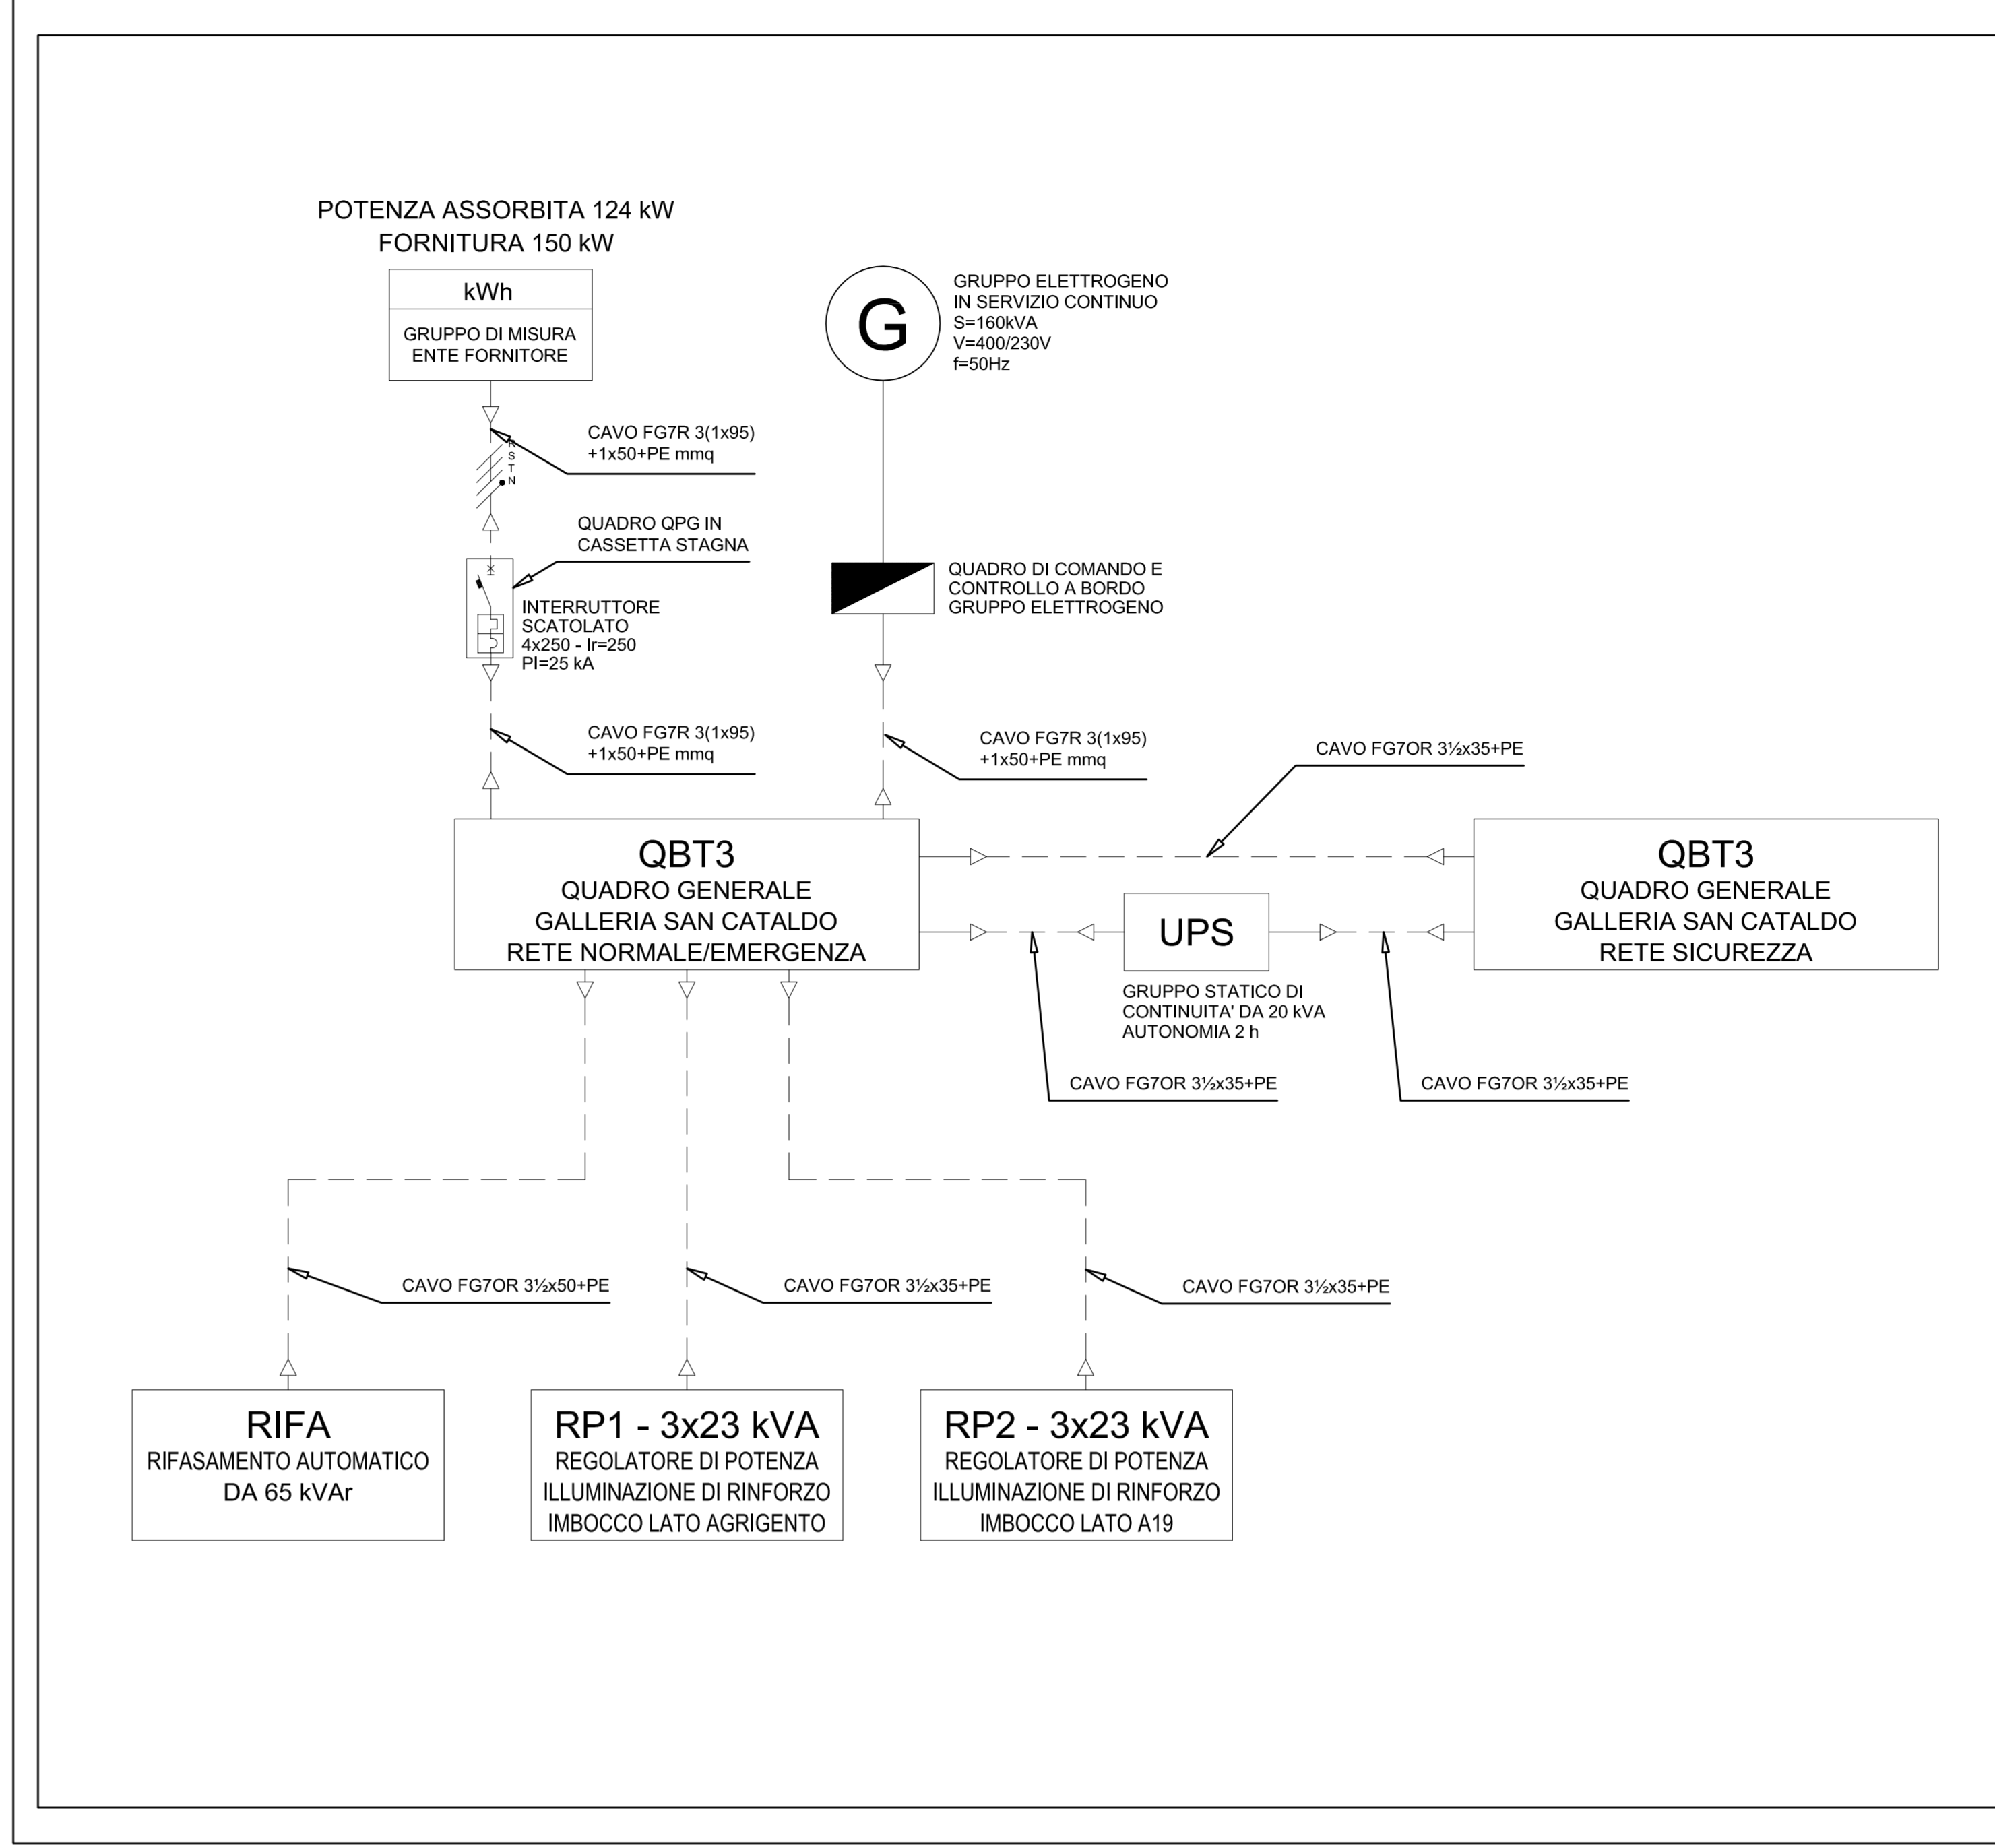 POTENZA ASSORBITA 124 kW
FORNITURA 150 kW
kWh
GRUPPO DI MISURA
ENTE FORNITORE
G
GRUPPO ELETTROGENO
IN SERVIZIO CONTINUO
S=160kVA
V=400/230V
f=50Hz
CAVO FG7R 3(1x95)
+1x50+PE mmq
R
S
T
N
QUADRO QPG IN
CASSETTA STAGNA
INTERRUTTORE
SCATOLATO
4x250 - Ir=250
PI=25 kA
QUADRO DI COMANDO E
CONTROLLO A BORDO
GRUPPO ELETTROGENO
CAVO FG7R 3(1x95)
+1x50+PE mmq
CAVO FG7R 3(1x95)
+1x50+PE mmq
CAVO FG7OR 3½x35+PE
QBT3
QUADRO GENERALE
GALLERIA SAN CATALDO
RETE NORMALE/EMERGENZA
UPS
GRUPPO STATICO DI
CONTINUITA' DA 20 kVA
AUTONOMIA 2 h
QBT3
QUADRO GENERALE
GALLERIA SAN CATALDO
RETE SICUREZZA
CAVO FG7OR 3½x35+PE
CAVO FG7OR 3½x35+PE
CAVO FG7OR 3½x50+PE
CAVO FG7OR 3½x35+PE
CAVO FG7OR 3½x35+PE
RIFA
RIFASAMENTO AUTOMATICO
DA 65 kVAr
RP1 - 3x23 kVA
REGOLATORE DI POTENZA
ILLUMINAZIONE DI RINFORZO
IMBOCCO LATO AGRIGENTO
RP2 - 3x23 kVA
REGOLATORE DI POTENZA
ILLUMINAZIONE DI RINFORZO
IMBOCCO LATO A19